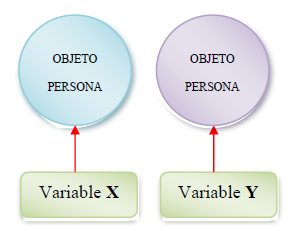 OBJETO
PERSONA
OBJETO
PERSONA
Variable X
Variable Y